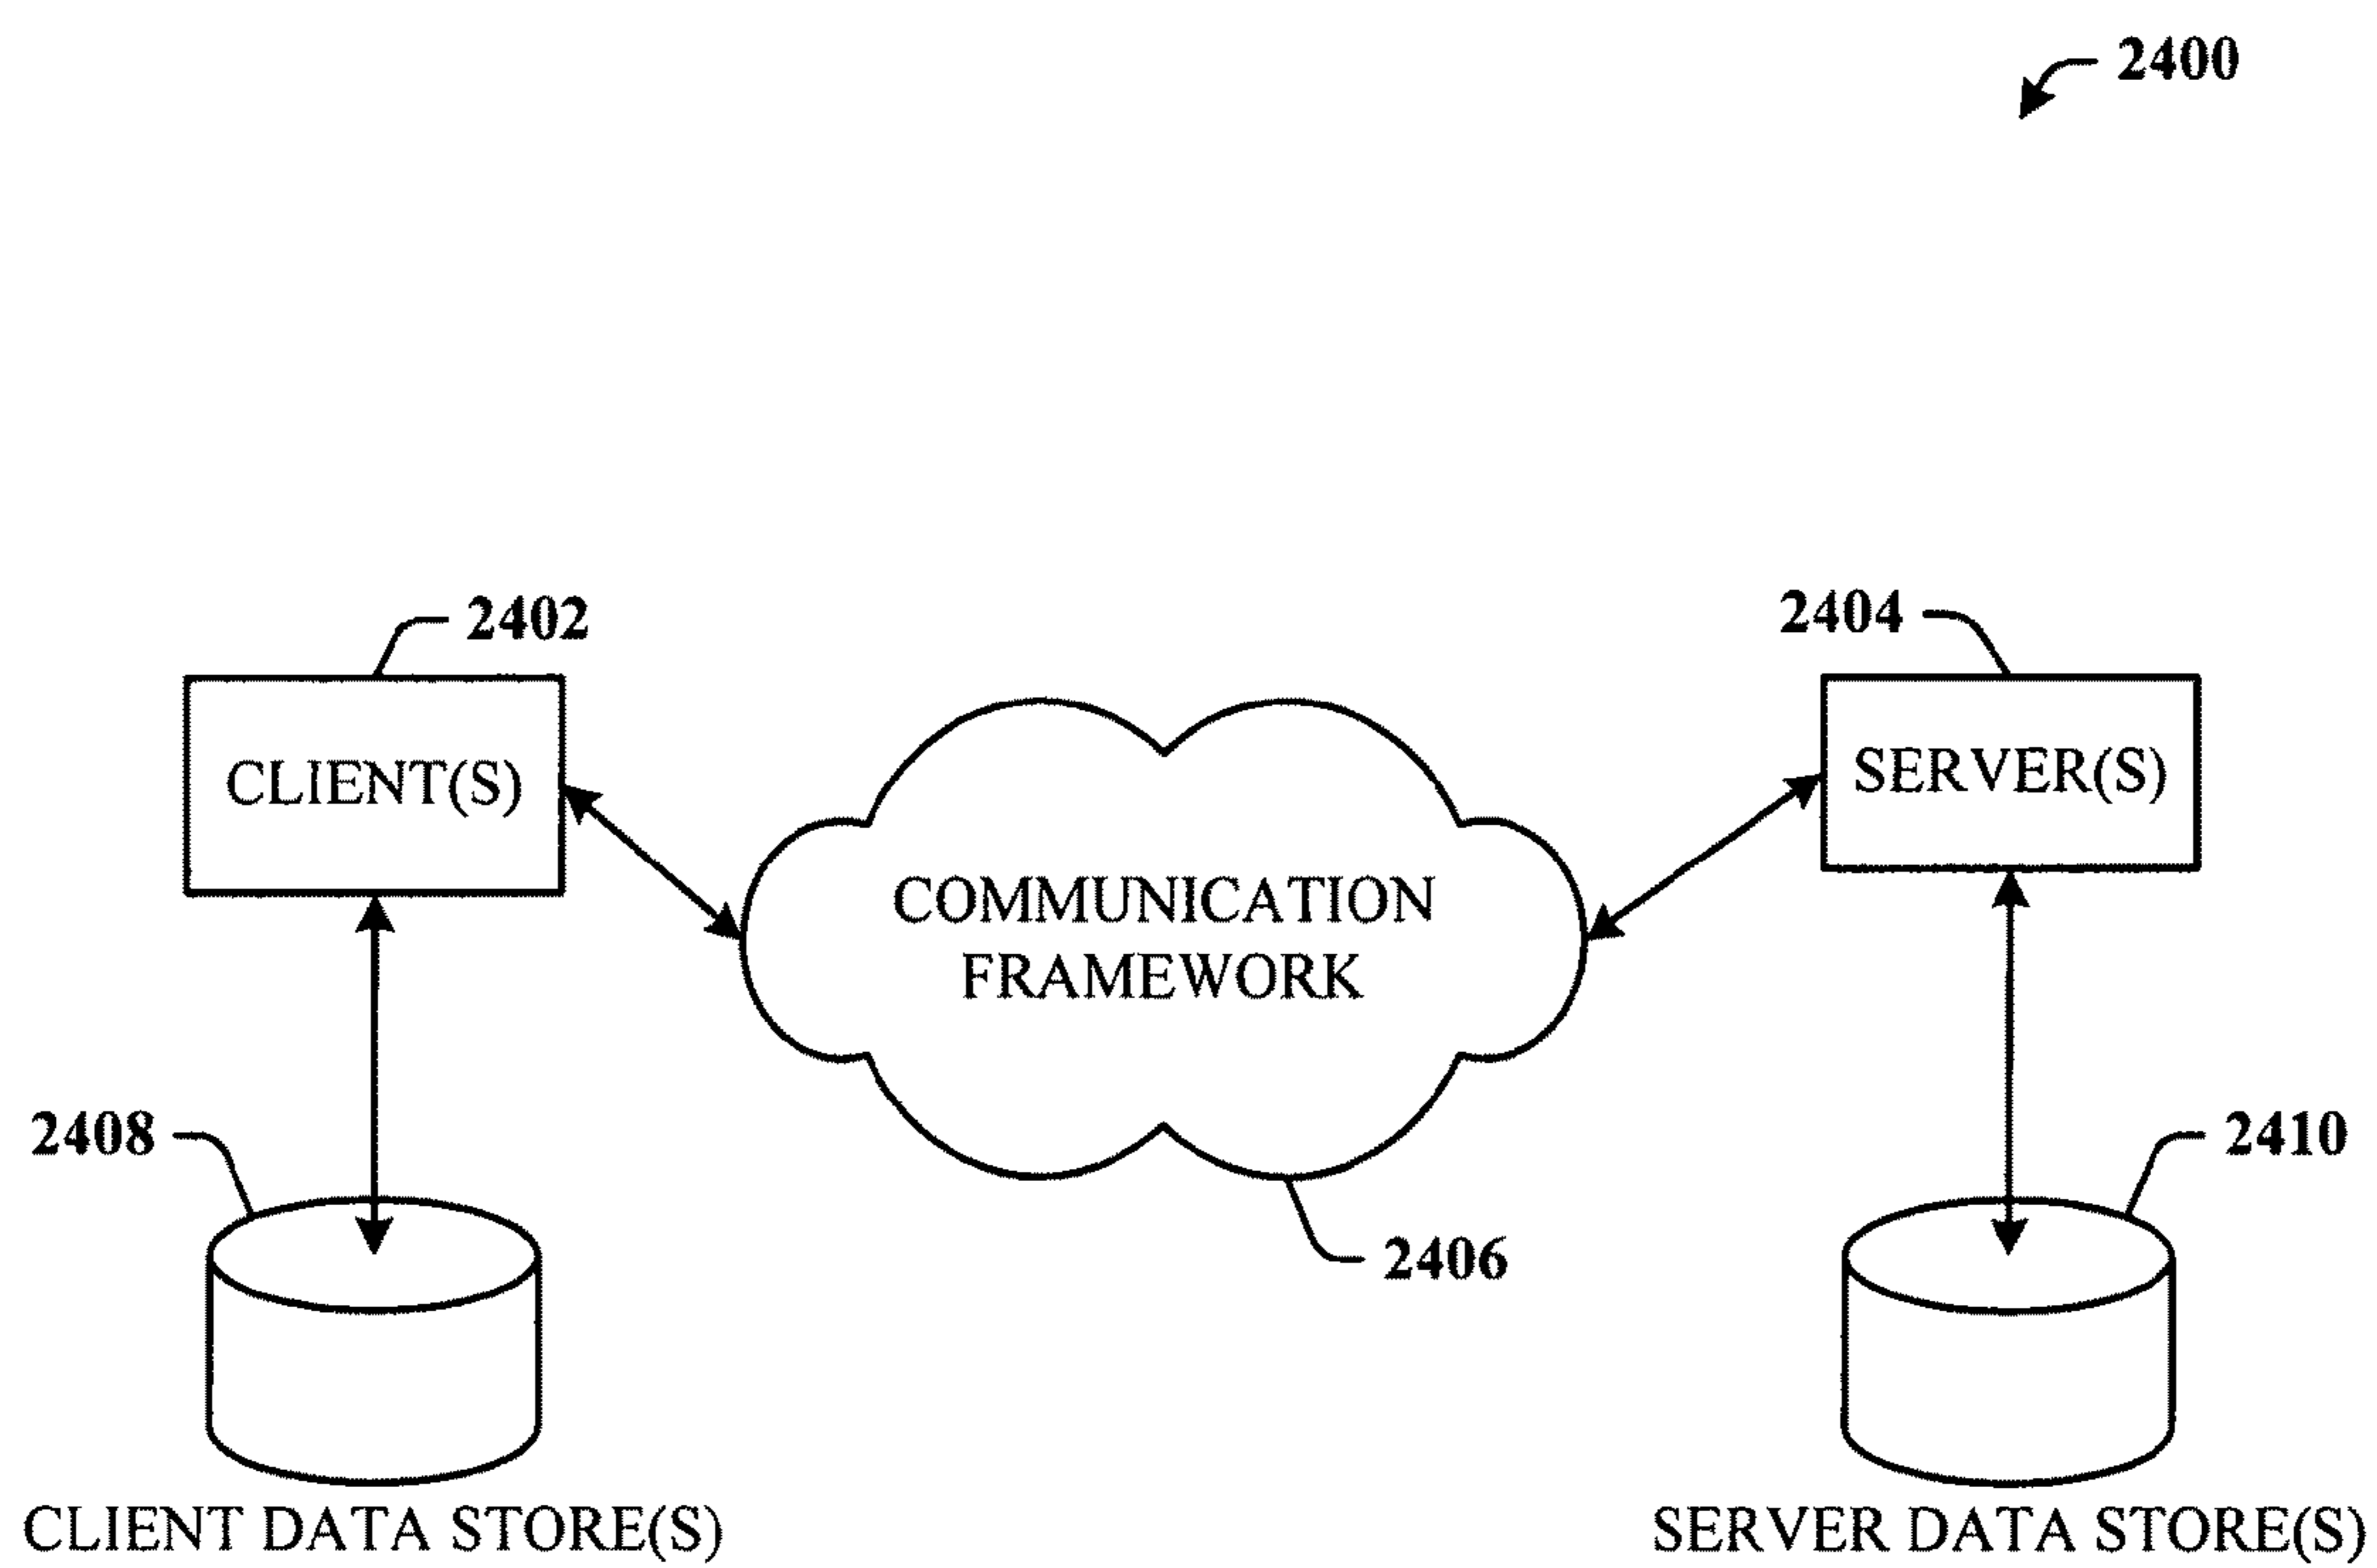 2400
2402
2404
CLIENT(S)
SERVER(S)
COMMUNICATION
FRAMEWORK
2408
2410
2406
CLIENT DATA STORE(S)
SERVER DATA STORE(S)